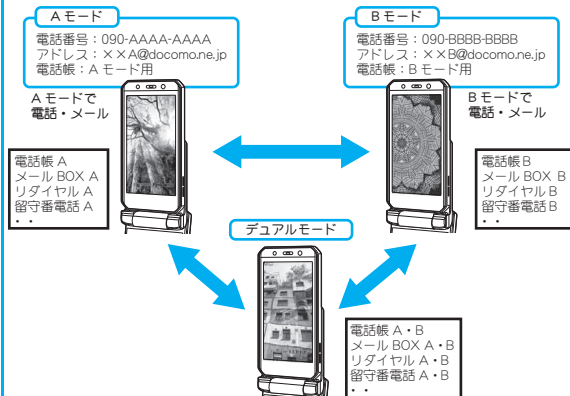 Aモード
電話番号：090-AAAA-AAAA
アドレス：××A@docomo.ne.jp
電話帳：Aモード用
Aモードで
電話・メール
電話帳A
メールBOX A
リダイヤルA
留守番電話A
・・
Bモード
電話番号：090-BBBB-BBBB
アドレス：××B@docomo.ne.jp
電話帳：Bモード用
Bモードで
電話・メール
電話帳B
メールBOX B
リダイヤルB
留守番電話B
・・
デュアルモード
電話帳A・B
メールBOX A・B
リダイヤルA・B
留守番電話A・B
・・